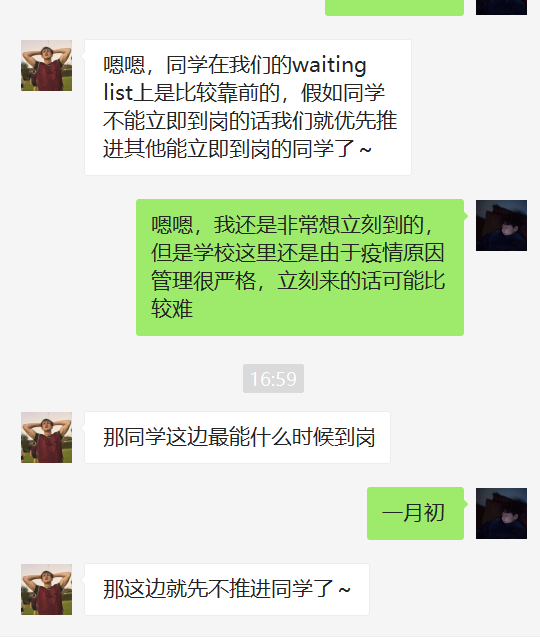 嗯嗯，同学在我们的waiting
list上是比较靠前的，假如同学
不能立即到岗的话我们就优先推
进其他能立即到岗的同学了～
嗯嗯，我还是非常想立刻到的，
但是学校这里还是由于疫情原因
管理很严格，立刻来的话可能比
较难
16:59
那同学这边最能什么时候到岗
一月初
那这边就先不推进同学了～